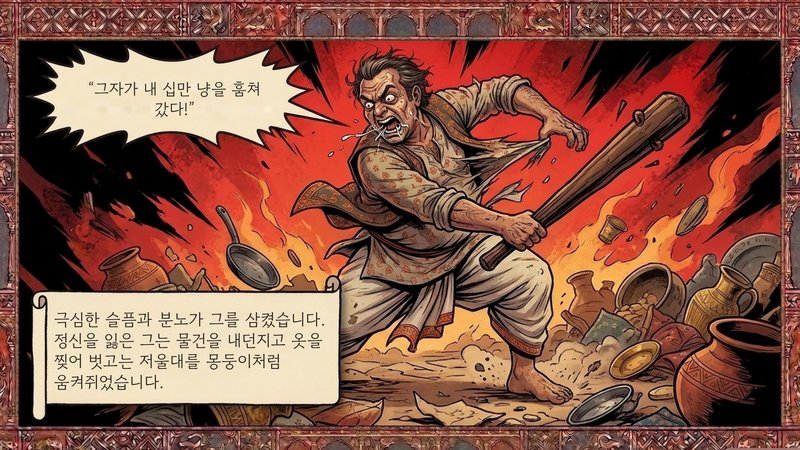 “그자가 내 십만 냥을 훔쳐
갔다!”
극심한 슬픔과 분노가 그를 삼켰습니다.
정신을 잃은 그는 물건을 내던지고 옷을
찢어 벗고는 저울대를 몽둥이처럼
움켜쥐었습니다.